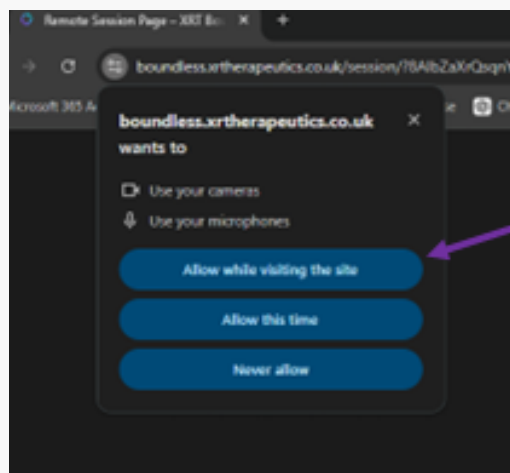 Remote Session Page - XRT Bo
boundless.xrtherapeutics.co.uk/session/
Microsoft 365 A
boundless.xrtherapeutics.co.uk
wants to
Use your cameras
Use your microphones
Allow while visiting the site
Allow this time
Never allow